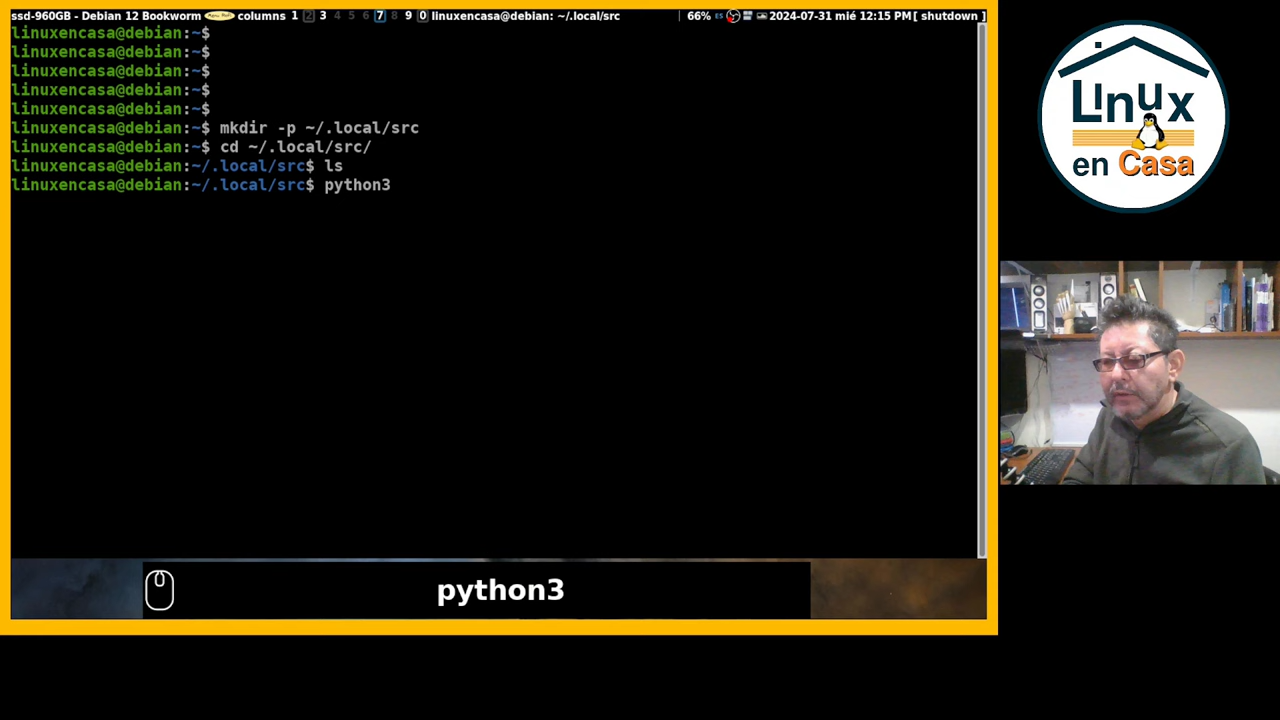 ssd-960GB - Debian 12 Bookworm Menu columns 1 2 3 4 5 6 7 8 9 0 linuxencasa@debian: ~/.local/src 66% ES 2024-07-31 mié 12:15 PM[ shutdown ]
linuxencasa@debian:~$
linuxencasa@debian:~$
linuxencasa@debian:~$
linuxencasa@debian:~$
linuxencasa@debian:~$
linuxencasa@debian:~$ mkdir -p ~/.local/src
linuxencasa@debian:~$ cd ~/.local/src/
linuxencasa@debian:~/.local/src$ ls
linuxencasa@debian:~/.local/src$ python3
python3
Linux
en Casa